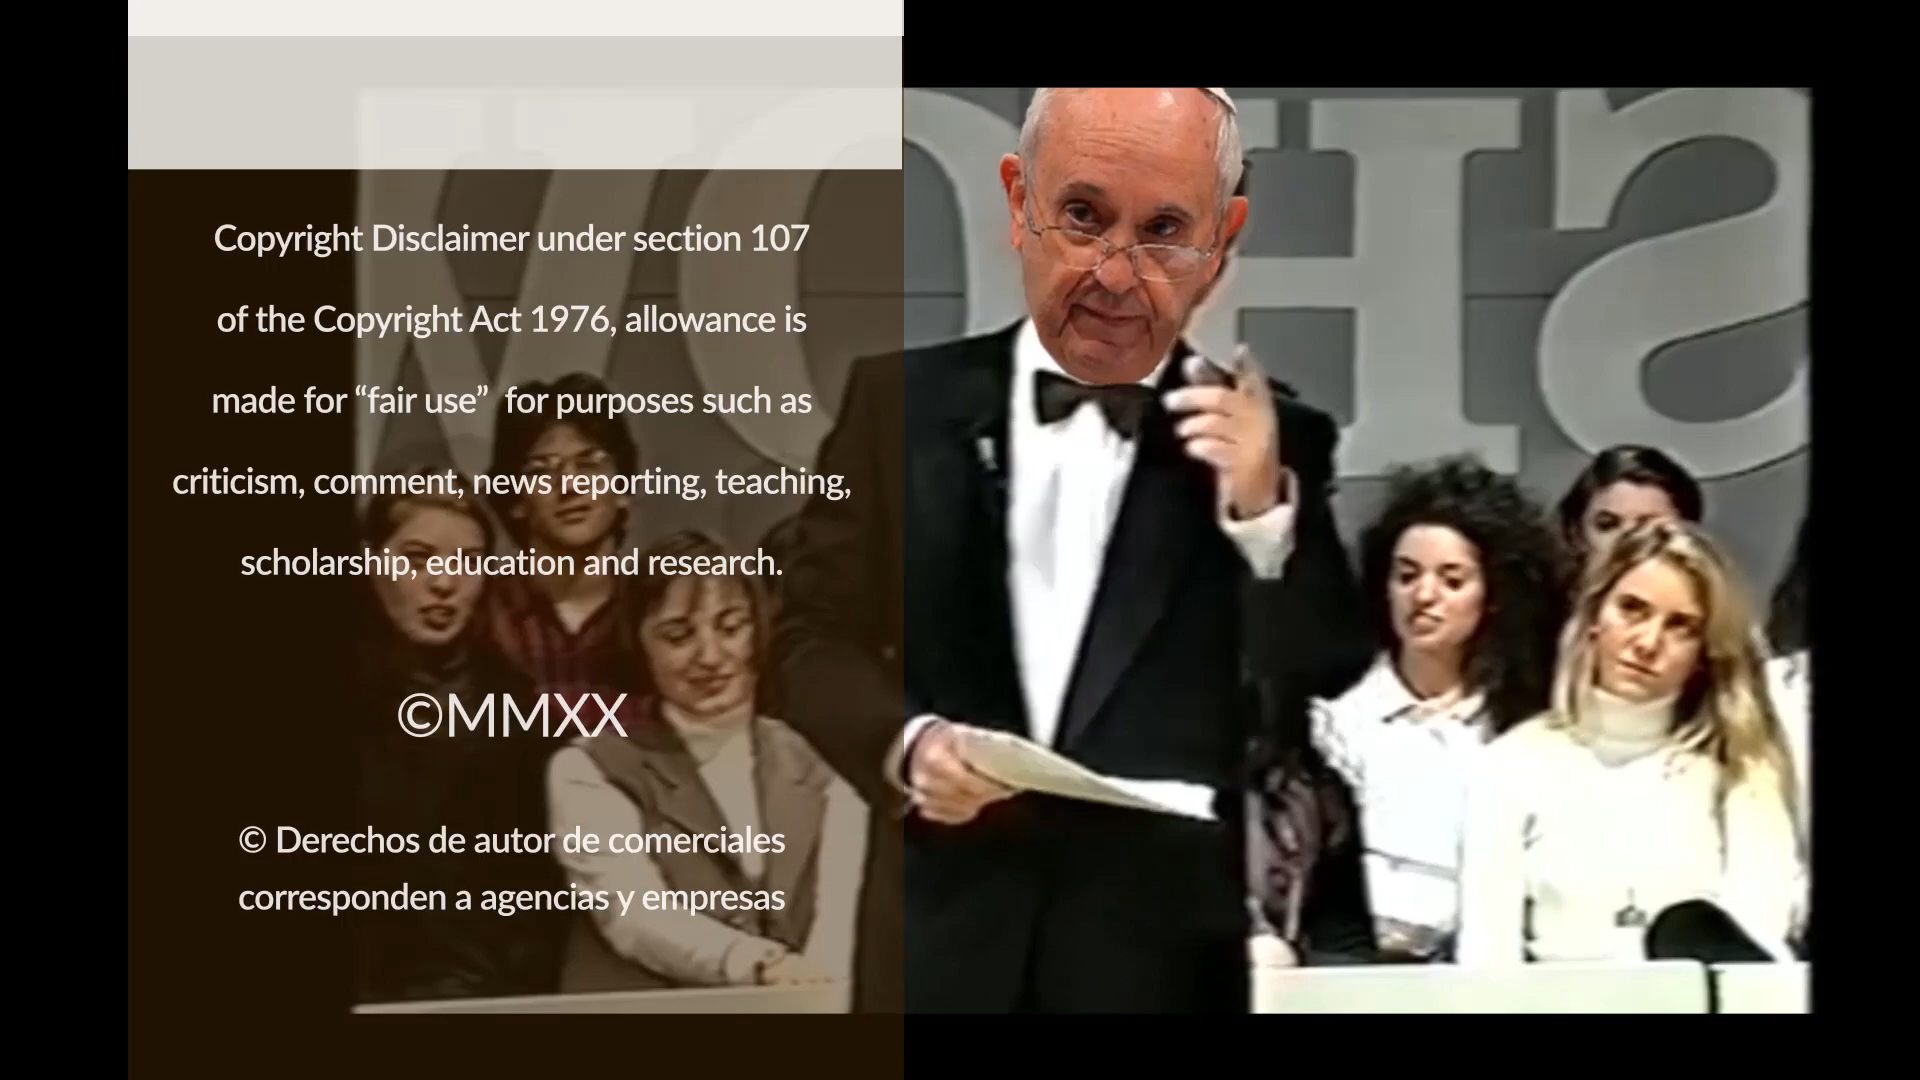 Copyright Disclaimer under section 107
of the Copyright Act 1976, allowance is
made for “fair use”  for purposes such as
criticism, comment, news reporting, teaching,
scholarship, education and research.
©MMXX
© Derechos de autor de comerciales
corresponden a agencias y empresas